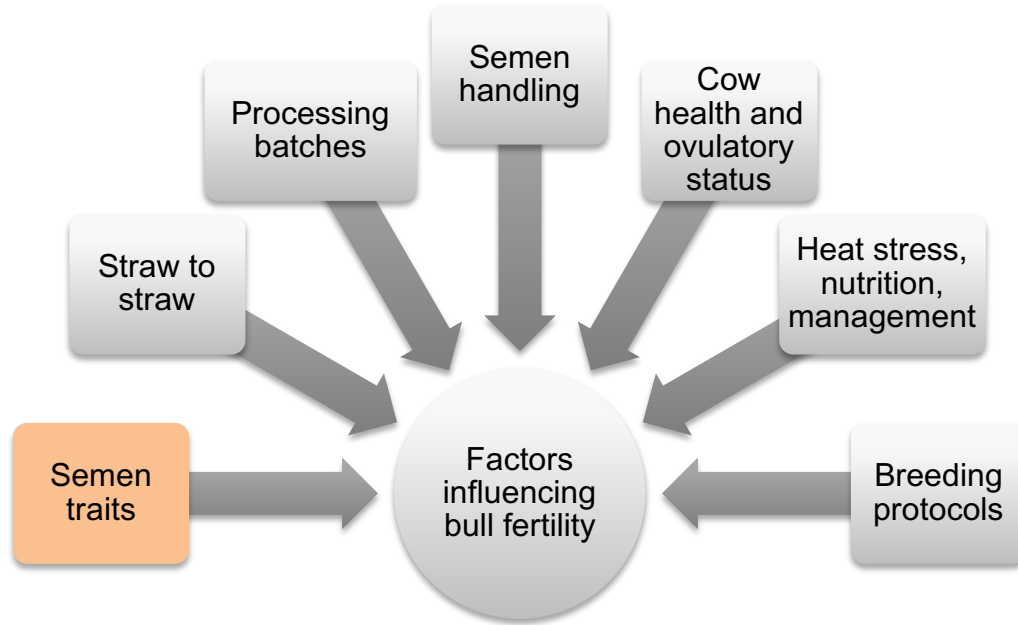 Semen
handling
Processing
batches
Cow
health and
ovulatory
status
Straw to
straw
Heat stress,
nutrition,
management
Semen
traits
Factors
influencing
bull fertility
Breeding
protocols